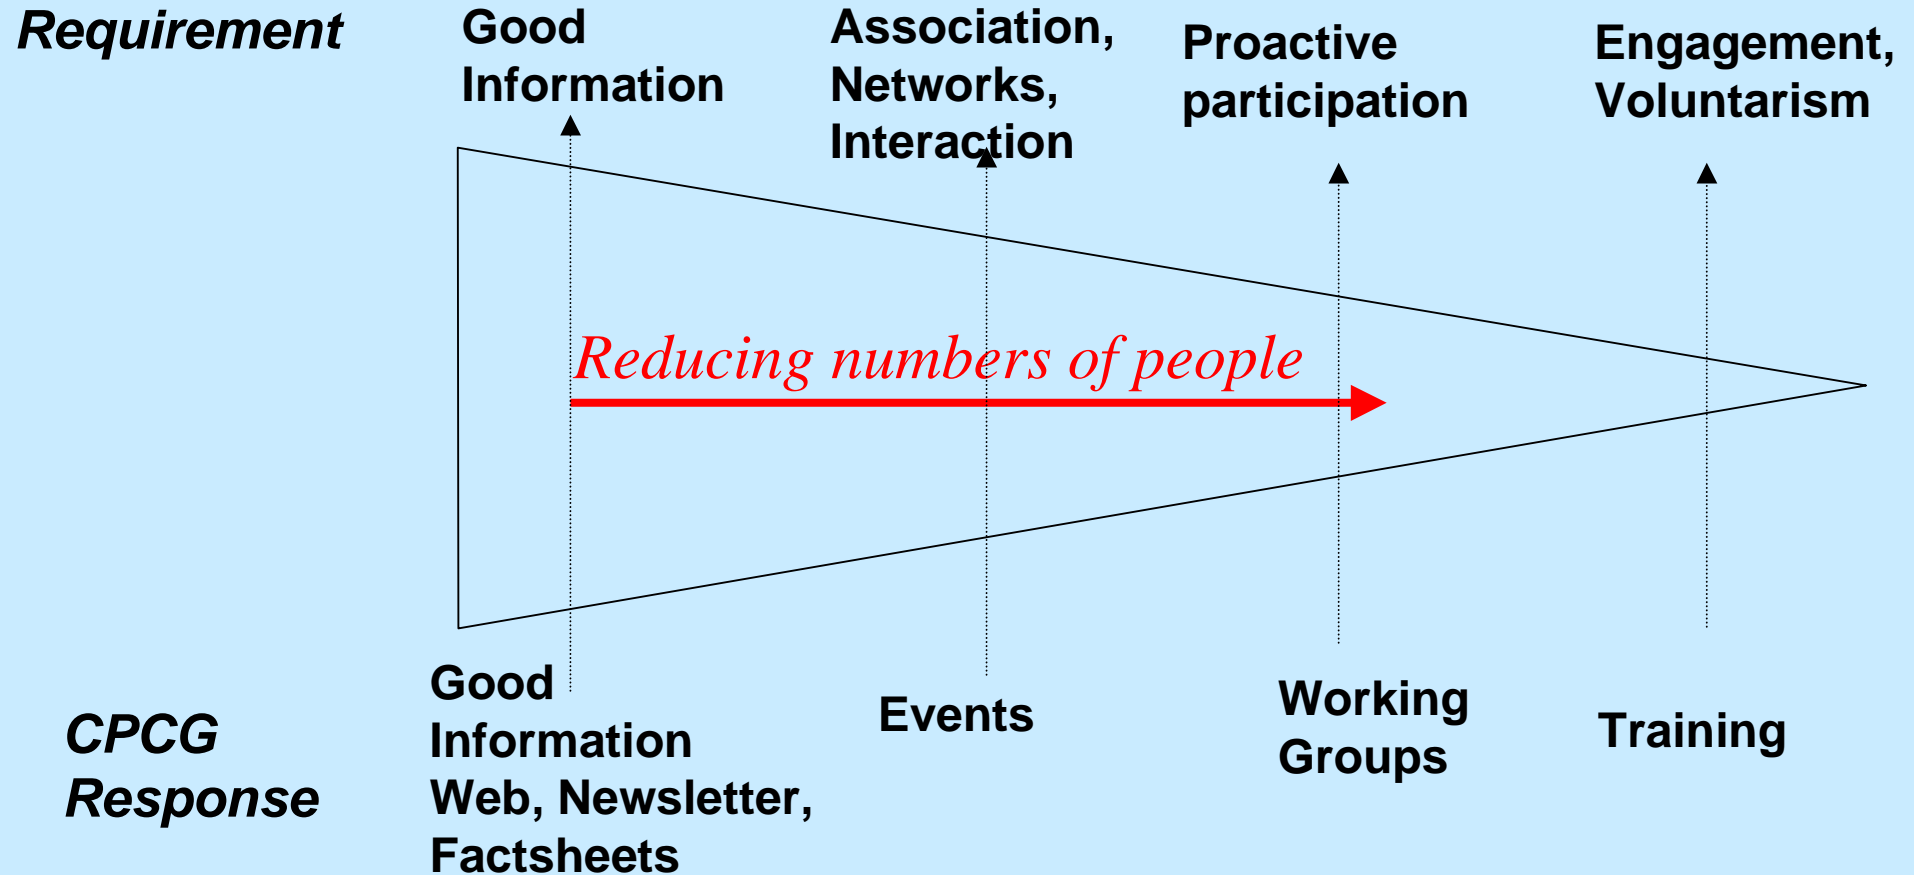 Requirement
Good
Information
Association,
Networks,
Interaction
Proactive
participation
Engagement,
Voluntarism
Reducing numbers of people
CPCG
Response
Good
Information
Web, Newsletter,
Factsheets
Events
Working
Groups
Training